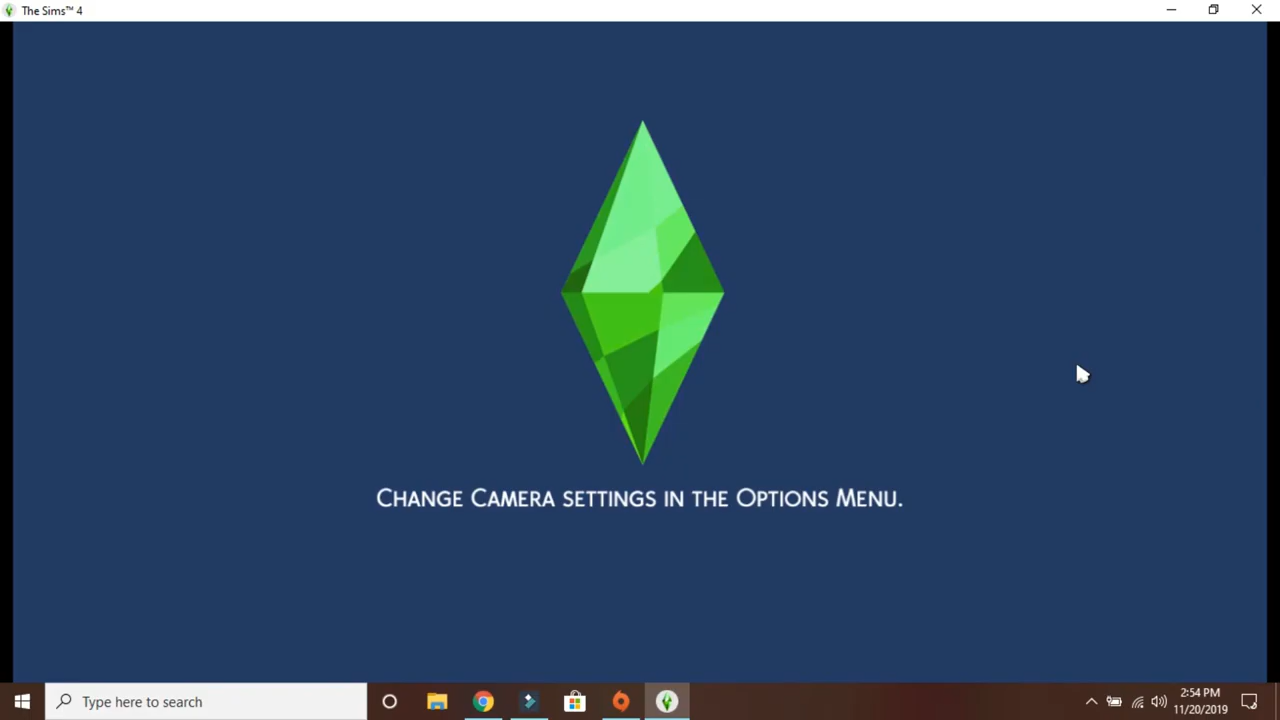 The Sims™ 4
CHANGE CAMERA SETTINGS IN THE OPTIONS MENU.
Type here to search
2:54 PM
11/20/2019